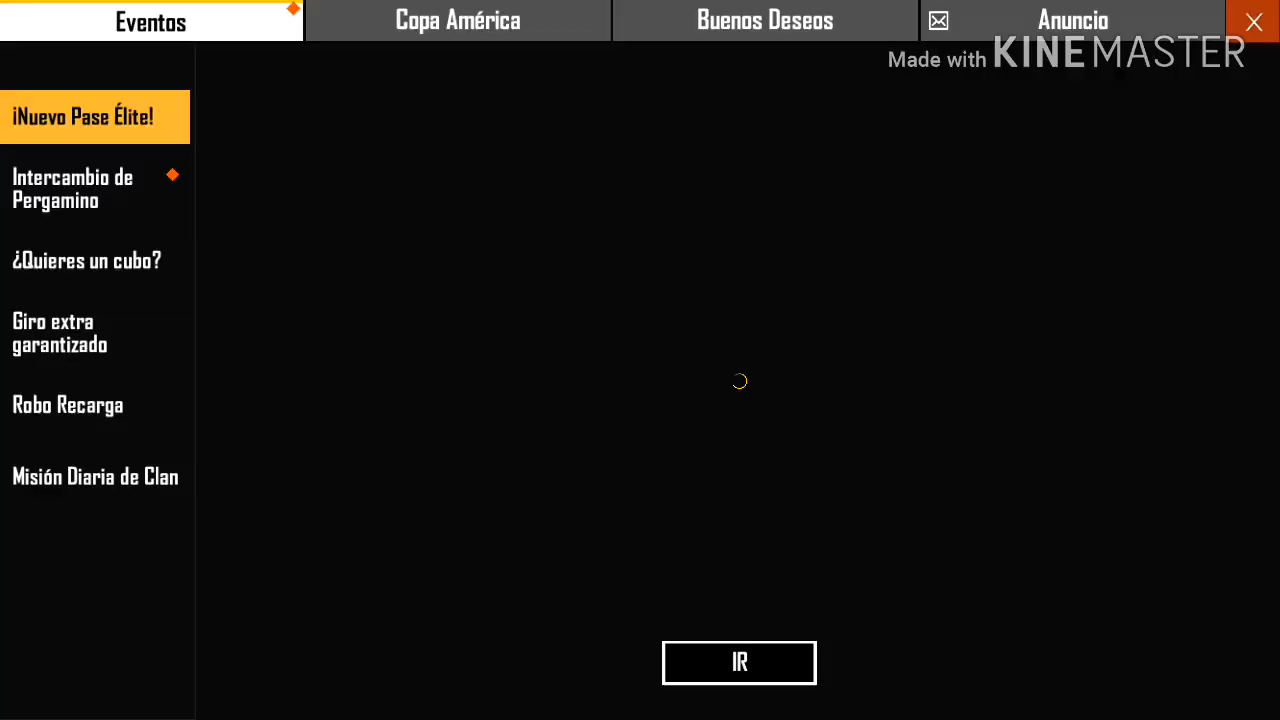 Eventos
Copa América
Buenos Deseos
Anuncio
Made with KINEMASTER
¡Nuevo Pase Élite!
Intercambio de
Pergamino
¿Quieres un cubo?
Giro extra
garantizado
Robo Recarga
Misión Diaria de Clan
IR